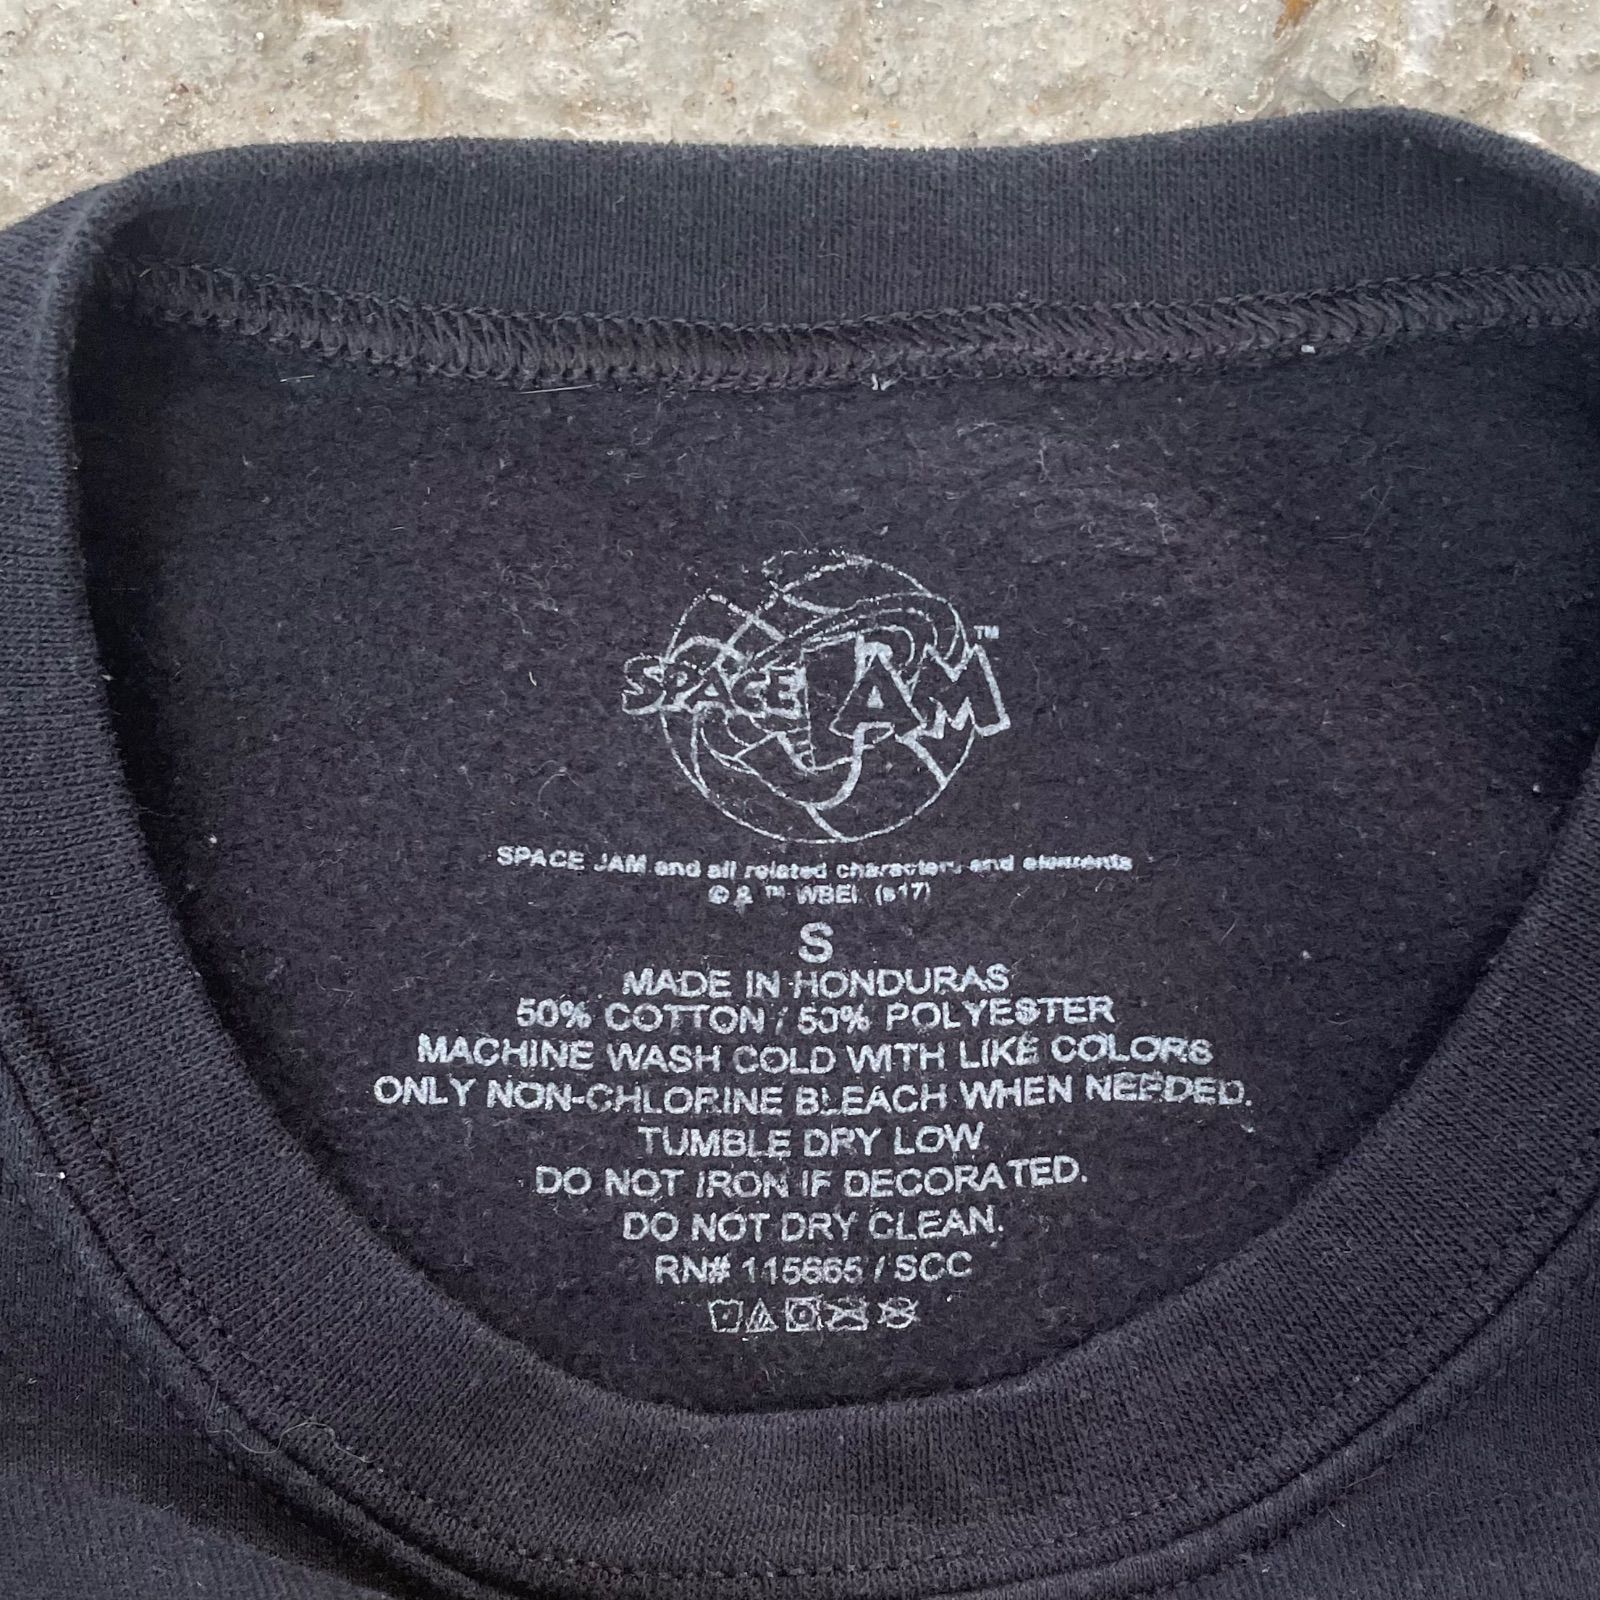 SPACE JAM™
SPACE JAM and all related characters and elements
© & ™ WBEI. (s17)
S
MADE IN HONDURAS
50% COTTON / 50% POLYESTER
MACHINE WASH COLD WITH LIKE COLORS
ONLY NON-CHLORINE BLEACH WHEN NEEDED.
TUMBLE DRY LOW
DO NOT IRON IF DECORATED.
DO NOT DRY CLEAN.
RN# 115665 / SCC